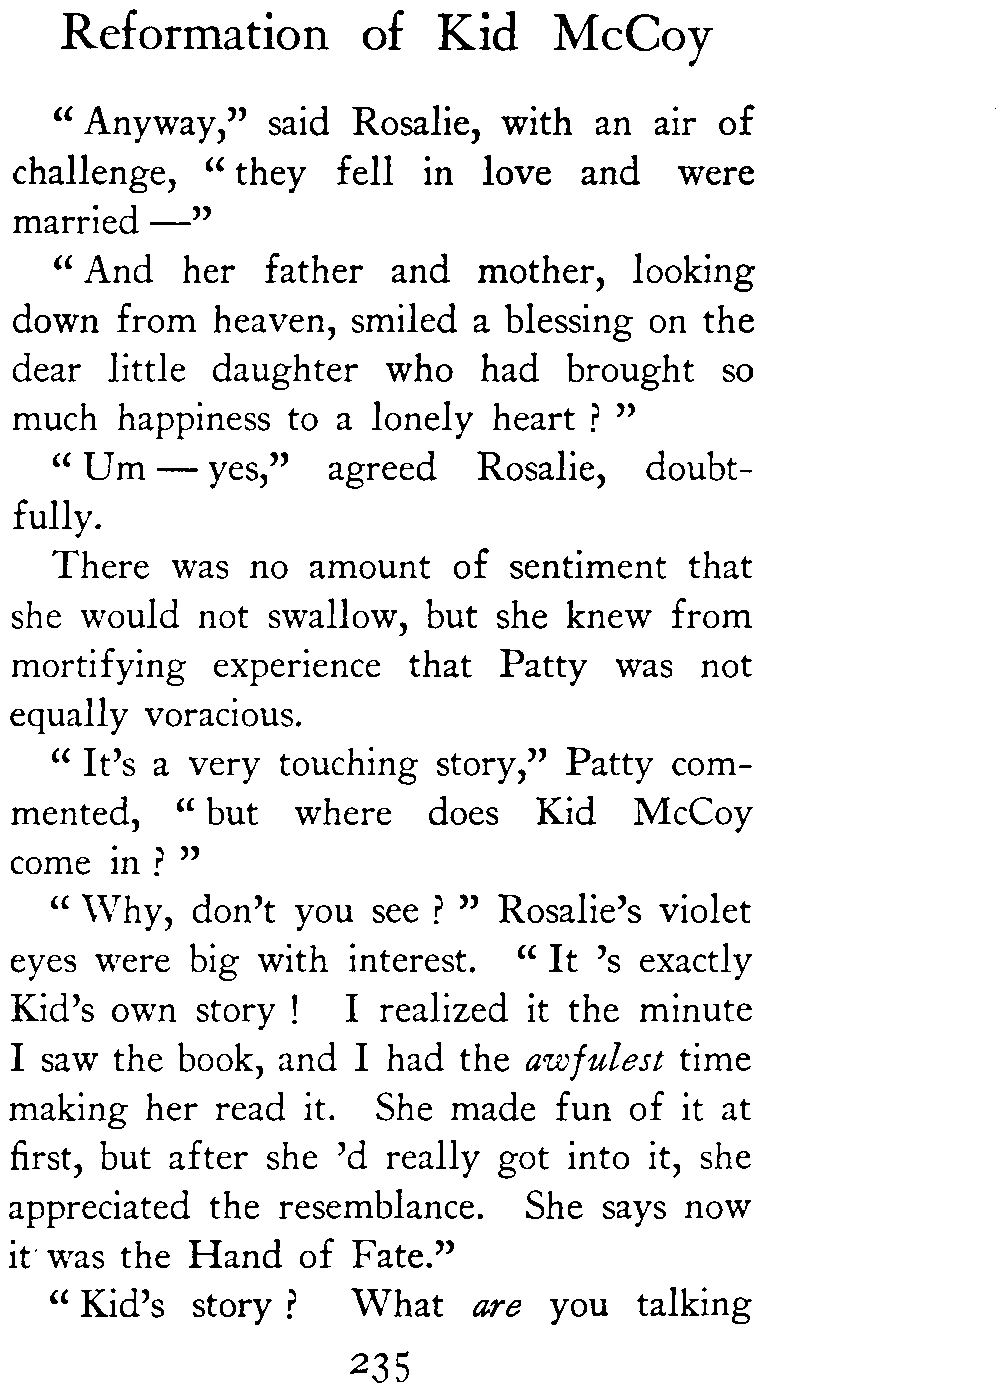 Reformation of Kid McCoy
“ Anyway,” said Rosalie, with an air of
challenge, “ they fell in love and were
married —”
“ And her father and mother, looking
down from heaven, smiled a blessing on the
dear little daughter who had brought so
much happiness to a lonely heart ? ”
“ Um — yes,” agreed Rosalie, doubt-
fully.
There was no amount of sentiment that
she would not swallow, but she knew from
mortifying experience that Patty was not
equally voracious.
“ It’s a very touching story,” Patty com-
mented, “ but where does Kid McCoy
come in ? ”
“ Why, don’t you see ? ” Rosalie’s violet
eyes were big with interest. “ It ’s exactly
Kid’s own story ! I realized it the minute
I saw the book, and I had the awfulest time
making her read it. She made fun of it at
first, but after she ’d really got into it, she
appreciated the resemblance. She says now
it was the Hand of Fate.”
“ Kid’s story ? What are you talking
235